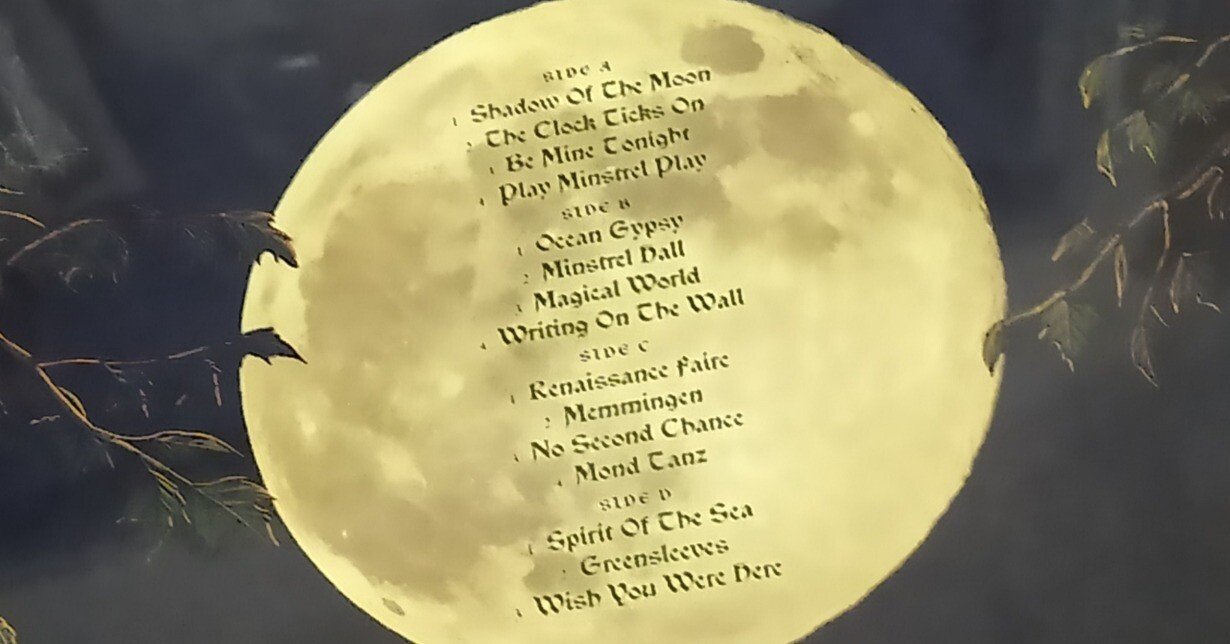 SIDE A
1 Shadow Of The Moon
2 The Clock Ticks On
3 Be Mine Tonight
4 Play Minstrel Play
SIDE B
1 Ocean Gypsy
2 Minstrel Hall
3 Magical World
4 Writing On The Wall
SIDE C
1 Renaissance Faire
2 Memmingen
3 No Second Chance
4 Mond Tanz
SIDE D
1 Spirit Of The Sea
2 Greensleeves
3 Wish You Were Here